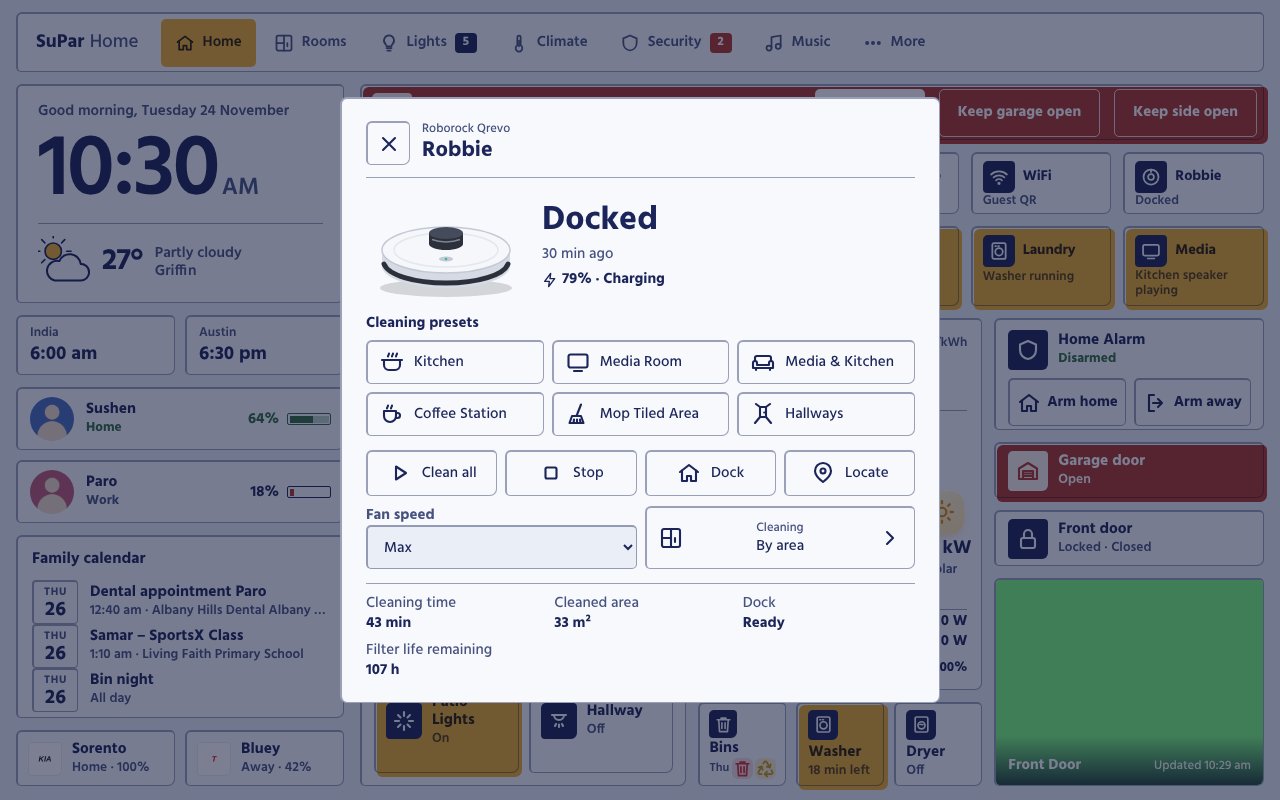 SuPar Home
Home
Rooms
Lights 5
Climate
Security 2
Music
More
Good morning, Tuesday 24 November
10:30 AM
27° Partly cloudy
Griffin
India
6:00 am
Austin
6:30 pm
Sushen
Home
64%
Paro
Work
18%
Family calendar
THU
26
Dental appointment Paro
12:40 am · Albany Hills Dental Albany ...
THU
26
Samar – SportsX Class
1:10 am · Living Faith Primary School
THU
26
Bin night
All day
KIA
Sorento
Home · 100%
T
Bluey
Away · 42%
Roborock Qrevo
Robbie
Docked
30 min ago
79% · Charging
Cleaning presets
Kitchen
Media Room
Media & Kitchen
Coffee Station
Mop Tiled Area
Hallways
Clean all
Stop
Dock
Locate
Fan speed
Max
Cleaning
By area
Cleaning time
43 min
Cleaned area
33 m²
Dock
Ready
Filter life remaining
107 h
Keep garage open
Keep side open
WiFi
Guest QR
Robbie
Docked
Laundry
Washer running
Media
Kitchen speaker
playing
kWh
Home Alarm
Disarmed
Arm home
Arm away
Garage door
Open
Front door
Locked · Closed
kW
0 W
0 W
00%
Patio
Lights
On
Hallway
Off
Bins
Thu
Washer
18 min left
Dryer
Off
Front Door
Updated 10:29 am